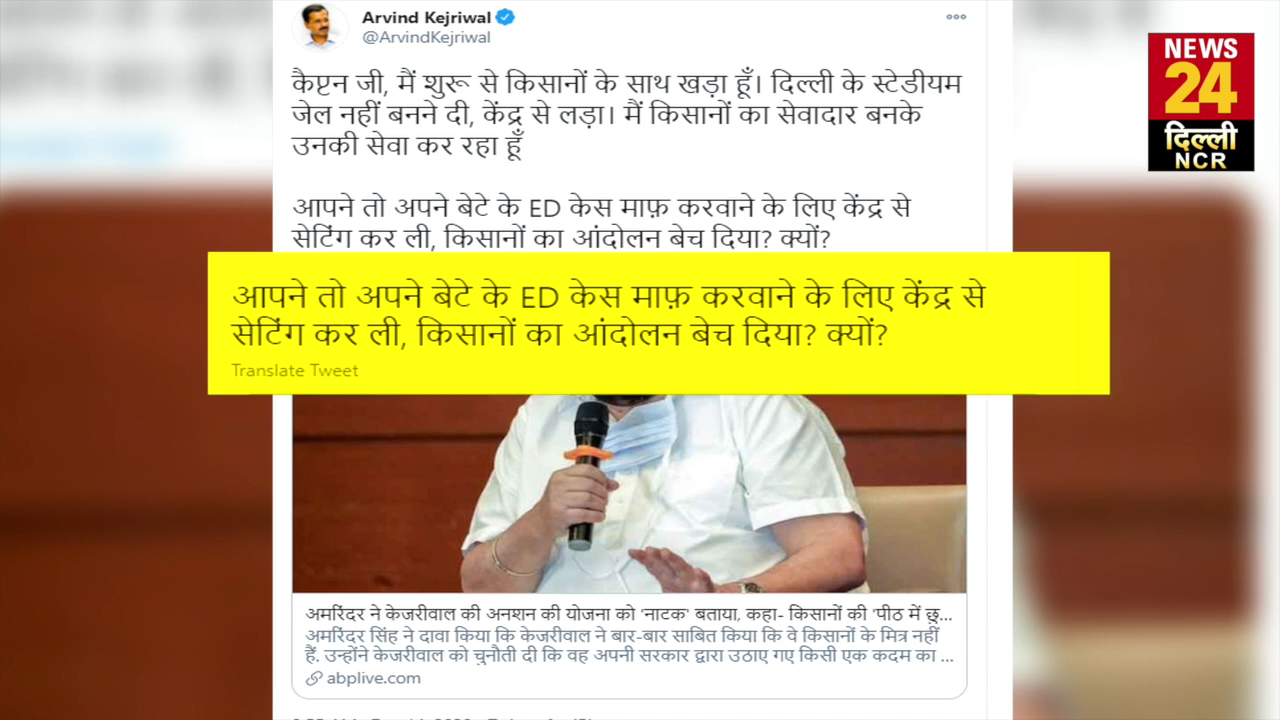 Arvind Kejriwal
@ArvindKejriwal
कैप्टन जी, मैं शुरू से किसानों के साथ खड़ा हूँ। दिल्ली के स्टेडीयम
जेल नहीं बनने दी, केंद्र से लड़ा। मैं किसानों का सेवादार बनके
उनकी सेवा कर रहा हूँ
आपने तो अपने बेटे के ED केस माफ़ करवाने के लिए केंद्र से
सेटिंग कर ली, किसानों का आंदोलन बेच दिया? क्यों?
आपने तो अपने बेटे के ED केस माफ़ करवाने के लिए केंद्र से
सेटिंग कर ली, किसानों का आंदोलन बेच दिया? क्यों?
Translate Tweet
अमरिंदर ने केजरीवाल की अनशन की योजना को 'नाटक' बताया, कहा- किसानों की 'पीठ में छु...
अमरिंदर सिंह ने दावा किया कि केजरीवाल ने बार-बार साबित किया कि वे किसानों के मित्र नहीं
हैं. उन्होंने केजरीवाल को चुनौती दी कि वह अपनी सरकार द्वारा उठाए गए किसी एक कदम का ...
abplive.com
NEWS
24
दिल्ली
NCR